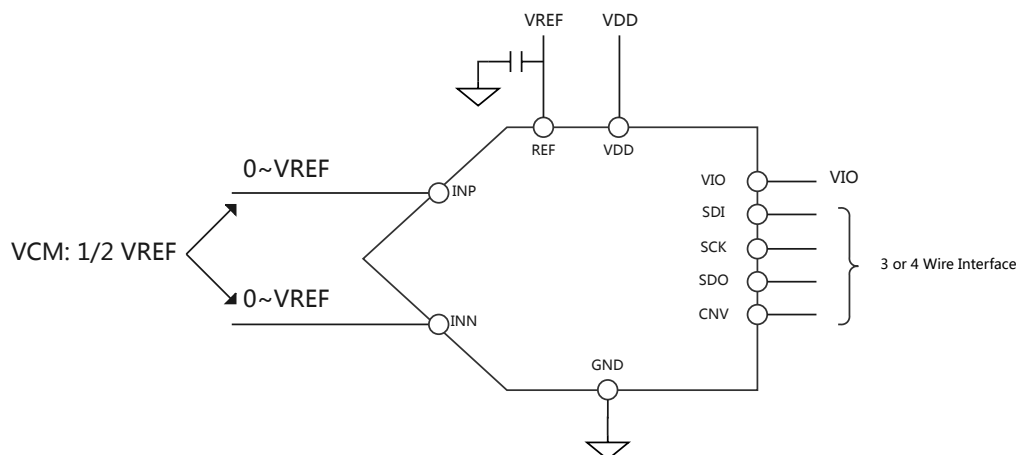 VREF
VDD
REF
VDD
0~VREF
INP
VIO
VIO
SDI
VCM: 1/2 VREF
SCK
3 or 4 Wire Interface
SDO
0~VREF
INN
CNV
GND